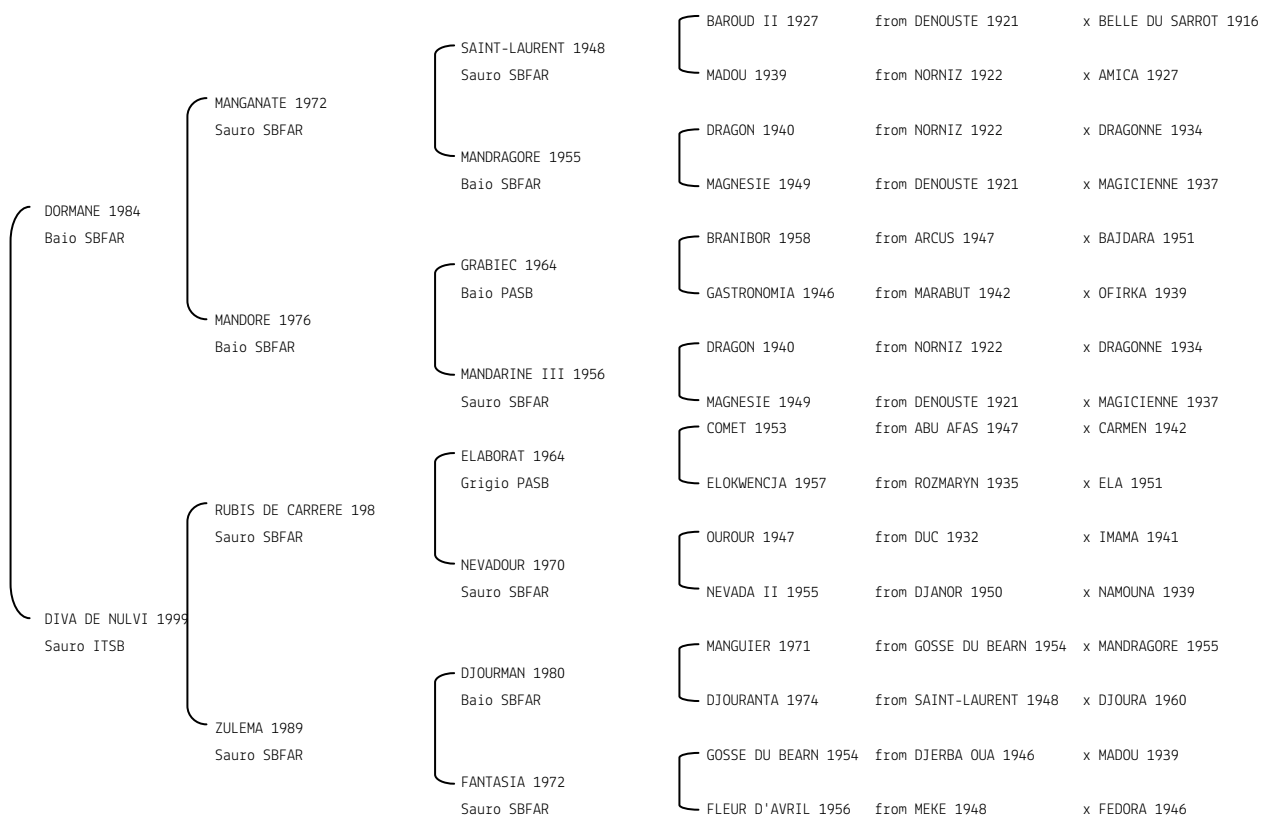 BAROUD II 1927 from DENOUSTE 1921 x BELLE DU SARROT 1916
SAINT-LAURENT 1948
Sauro SBFAR MADOU 1939 from NORNIZ 1922 x AMICA 1927
MANGANATE 1972
Sauro SBFAR DRAGON 1940 from NORNIZ 1922 x DRAGONNE 1934
MANDRAGORE 1955
Baio SBFAR MAGNESIE 1949 from DENOUSTE 1921 x MAGICIENNE 1937
DORMANE 1984
Baio SBFAR BRANIBOR 1958 from ARCUS 1947 x BAJDARA 1951
GRABIEC 1964
Baio PASB GASTRONOMIA 1946 from MARABUT 1942 x OFIRKA 1939
MANDORE 1976
Baio SBFAR DRAGON 1940 from NORNIZ 1922 x DRAGONNE 1934
MANDARINE III 1956
Sauro SBFAR MAGNESIE 1949 from DENOUSTE 1921 x MAGICIENNE 1937
COMET 1953 from ABU AFAS 1947 x CARMEN 1942
ELABORAT 1964
Grigio PASB ELOKWENCJA 1957 from ROZMARYN 1935 x ELA 1951
RUBIS DE CARRERE 198
Sauro SBFAR OUROUR 1947 from DUC 1932 x IMAMA 1941
NEVADOUR 1970
Sauro SBFAR NEVADA II 1955 from DJANOR 1950 x NAMOUNA 1939
DIVA DE NULVI 1999
Sauro ITSB MANGUIER 1971 from GOSSE DU BEARN 1954 x MANDRAGORE 1955
DJOURMAN 1980
Baio SBFAR DJOURANTA 1974 from SAINT-LAURENT 1948 x DJOURA 1960
ZULEMA 1989
Sauro SBFAR GOSSE DU BEARN 1954 from DJERBA OUA 1946 x MADOU 1939
FANTASIA 1972
Sauro SBFAR FLEUR D'AVRIL 1956 from MEKE 1948 x FEDORA 1946